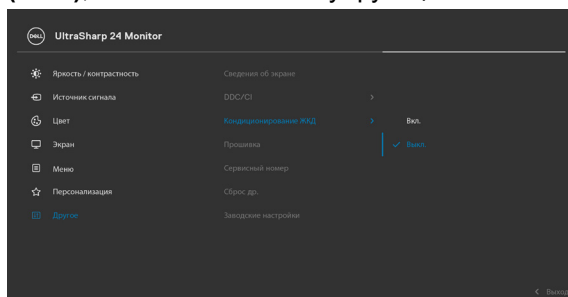 DELL UltraSharp 24 Monitor
Яркость / контрастность Сведения об экране
Источник сигнала DDC/CI
Цвет Кондиционирование ЖКД Вкл.
Экран Прошивка Выкл.
Меню Сервисный номер
Персонализация Сброс др.
Другое Заводские настройки
Выход